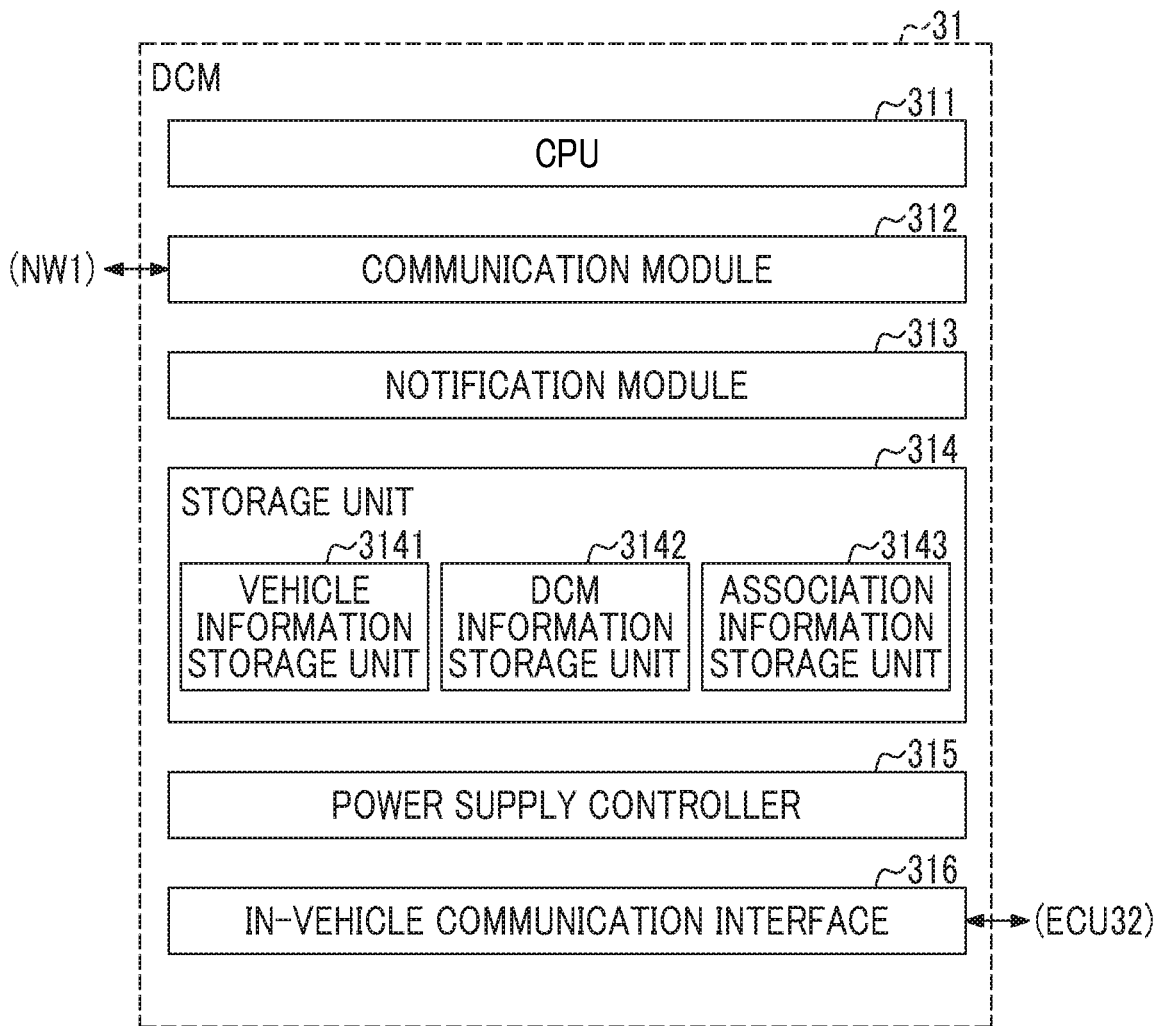 31
DCM
311
CPU
312
(NW1)
COMMUNICATION MODULE
313
NOTIFICATION MODULE
314
STORAGE UNIT
3141
VEHICLE
INFORMATION
STORAGE UNIT
3142
DCM
INFORMATION
STORAGE UNIT
3143
ASSOCIATION
INFORMATION
STORAGE UNIT
315
POWER SUPPLY CONTROLLER
316
IN-VEHICLE COMMUNICATION INTERFACE
(ECU32)